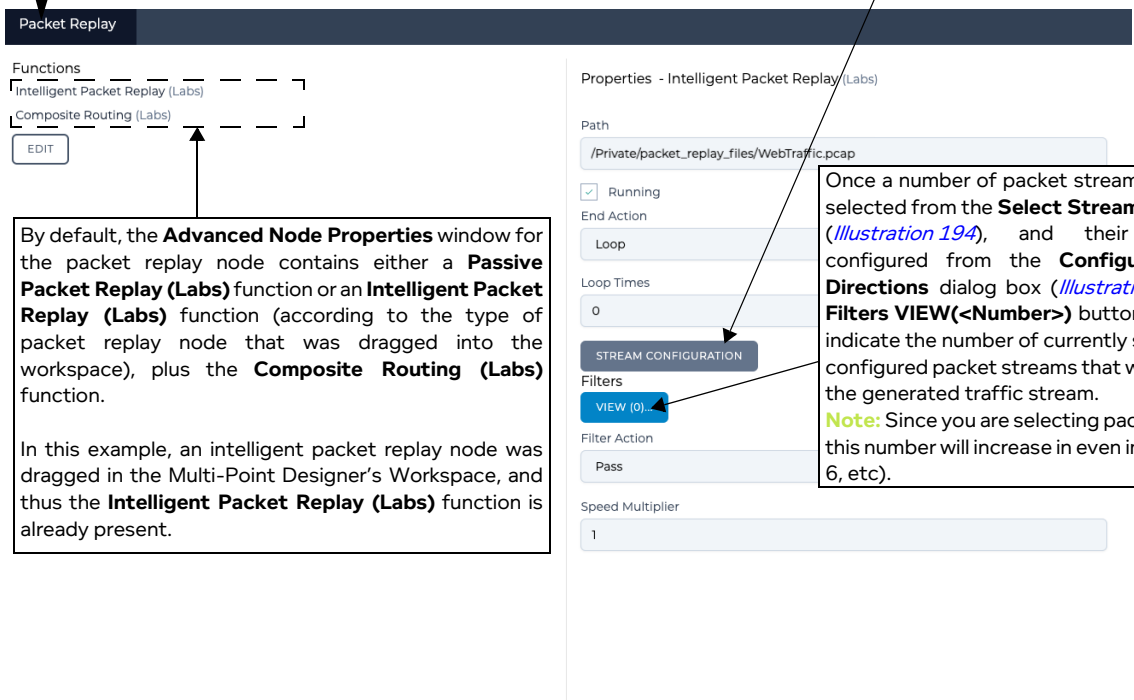 Packet Replay
Functions
Intelligent Packet Replay (Labs)
Composite Routing (Labs)
EDIT
By default, the Advanced Node Properties window for
the packet replay node contains either a Passive
Packet Replay (Labs) function or an Intelligent Packet
Replay (Labs) function (according to the type of
packet replay node that was dragged into the
workspace), plus the Composite Routing (Labs)
function.
In this example, an intelligent packet replay node was
dragged in the Multi-Point Designer's Workspace, and
thus the Intelligent Packet Replay (Labs) function is
already present.
Properties - Intelligent Packet Replay (Labs)
Path
/Private/packet_replay_files/WebTraffic.pcap
Running
End Action
Loop
Loop Times
0
STREAM CONFIGURATION
Filters
VIEW (0)...
Filter Action
Pass
Speed Multiplier
1
Once a number of packet stream
selected from the Select Stream
(Illustration 194), and their
configured from the
Directions dialog box
Filters VIEW(<Number>)
indicate the number of currently
configured packet streams that
the generated traffic stream.
Note: Since you are selecting
this number will increase in even
6, etc).